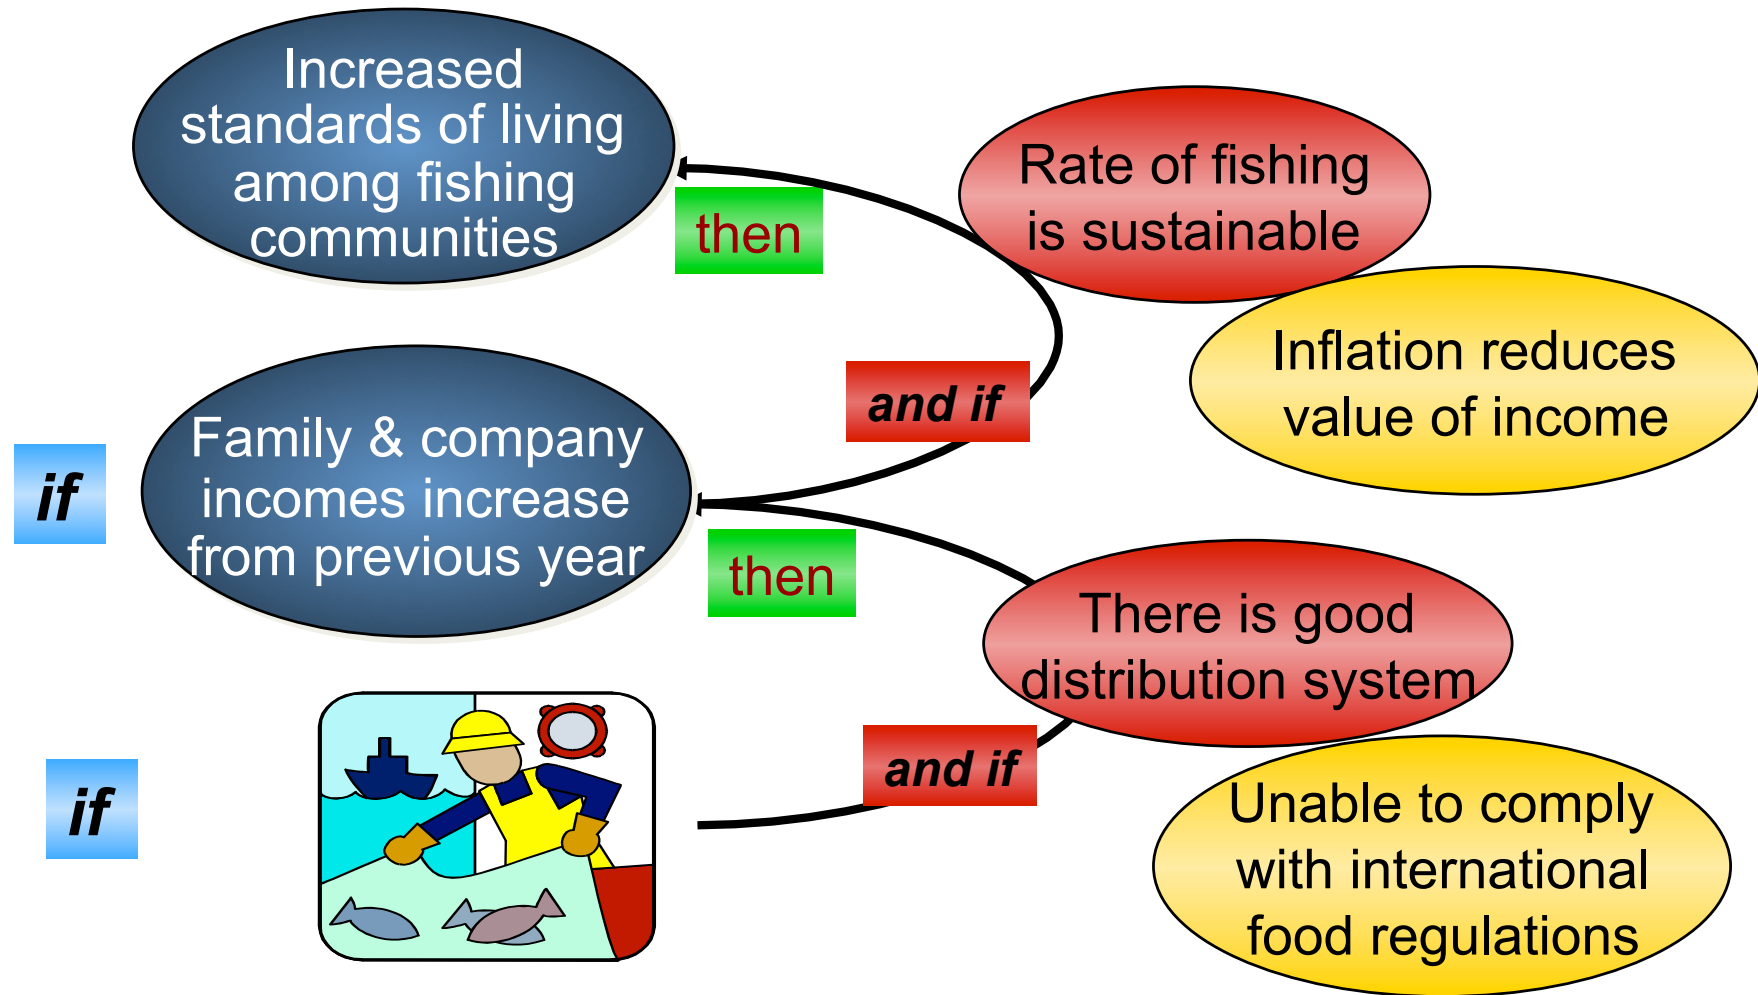 Increased
standards of living
among fishing
communities
then
Rate of fishing
is sustainable
Inflation reduces
value of income
and if
if
Family & company
incomes increase
from previous year
then
There is good
distribution system
and if
if
Unable to comply
with international
food regulations